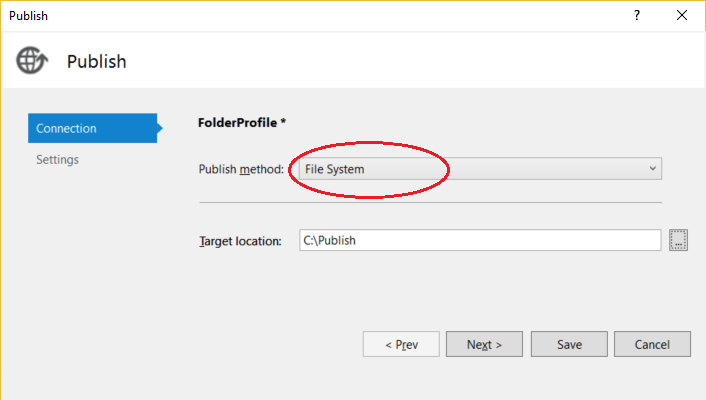 Publish
?
Publish
Connection
Settings
FolderProfile *
Publish method: File System
Target location: C:\Publish ...
< Prev Next > Save Cancel